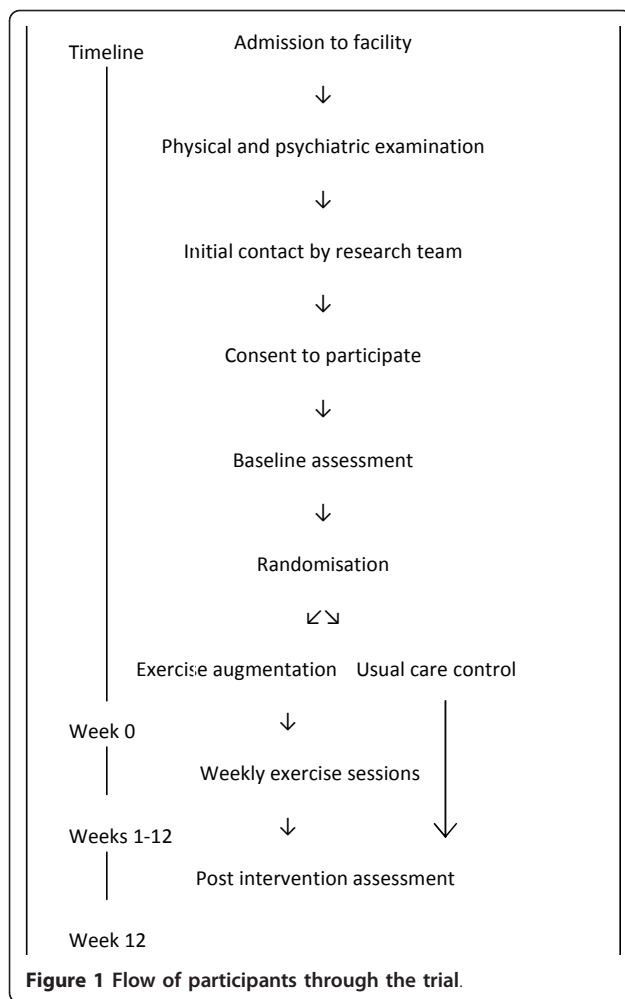 Timeline
Admission to facility
↓
Physical and psychiatric examination
↓
Initial contact by research team
↓
Consent to participate
↓
Baseline assessment
↓
Randomisation
↙↘
Exercise augmentation Usual care control
Week 0
↓
Weekly exercise sessions
Weeks 1-12
↓
Post intervention assessment
Week 12
Figure 1 Flow of participants through the trial.